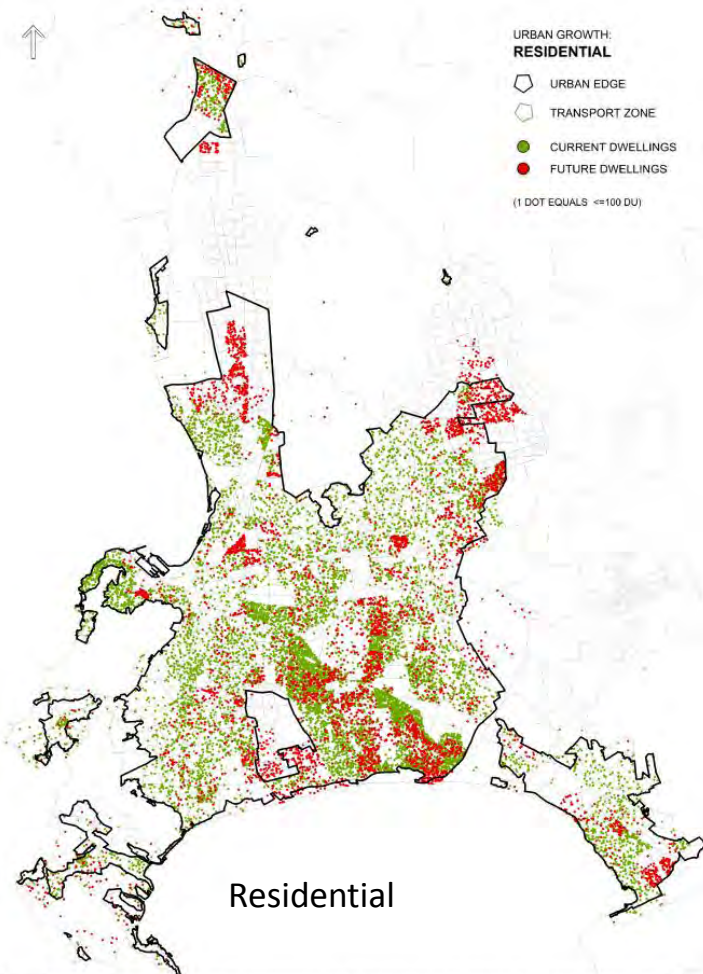 URBAN GROWTH:
RESIDENTIAL
URBAN EDGE
TRANSPORT ZONE
CURRENT DWELLINGS
FUTURE DWELLINGS
(1 DOT EQUALS <=100 DU)
Residential